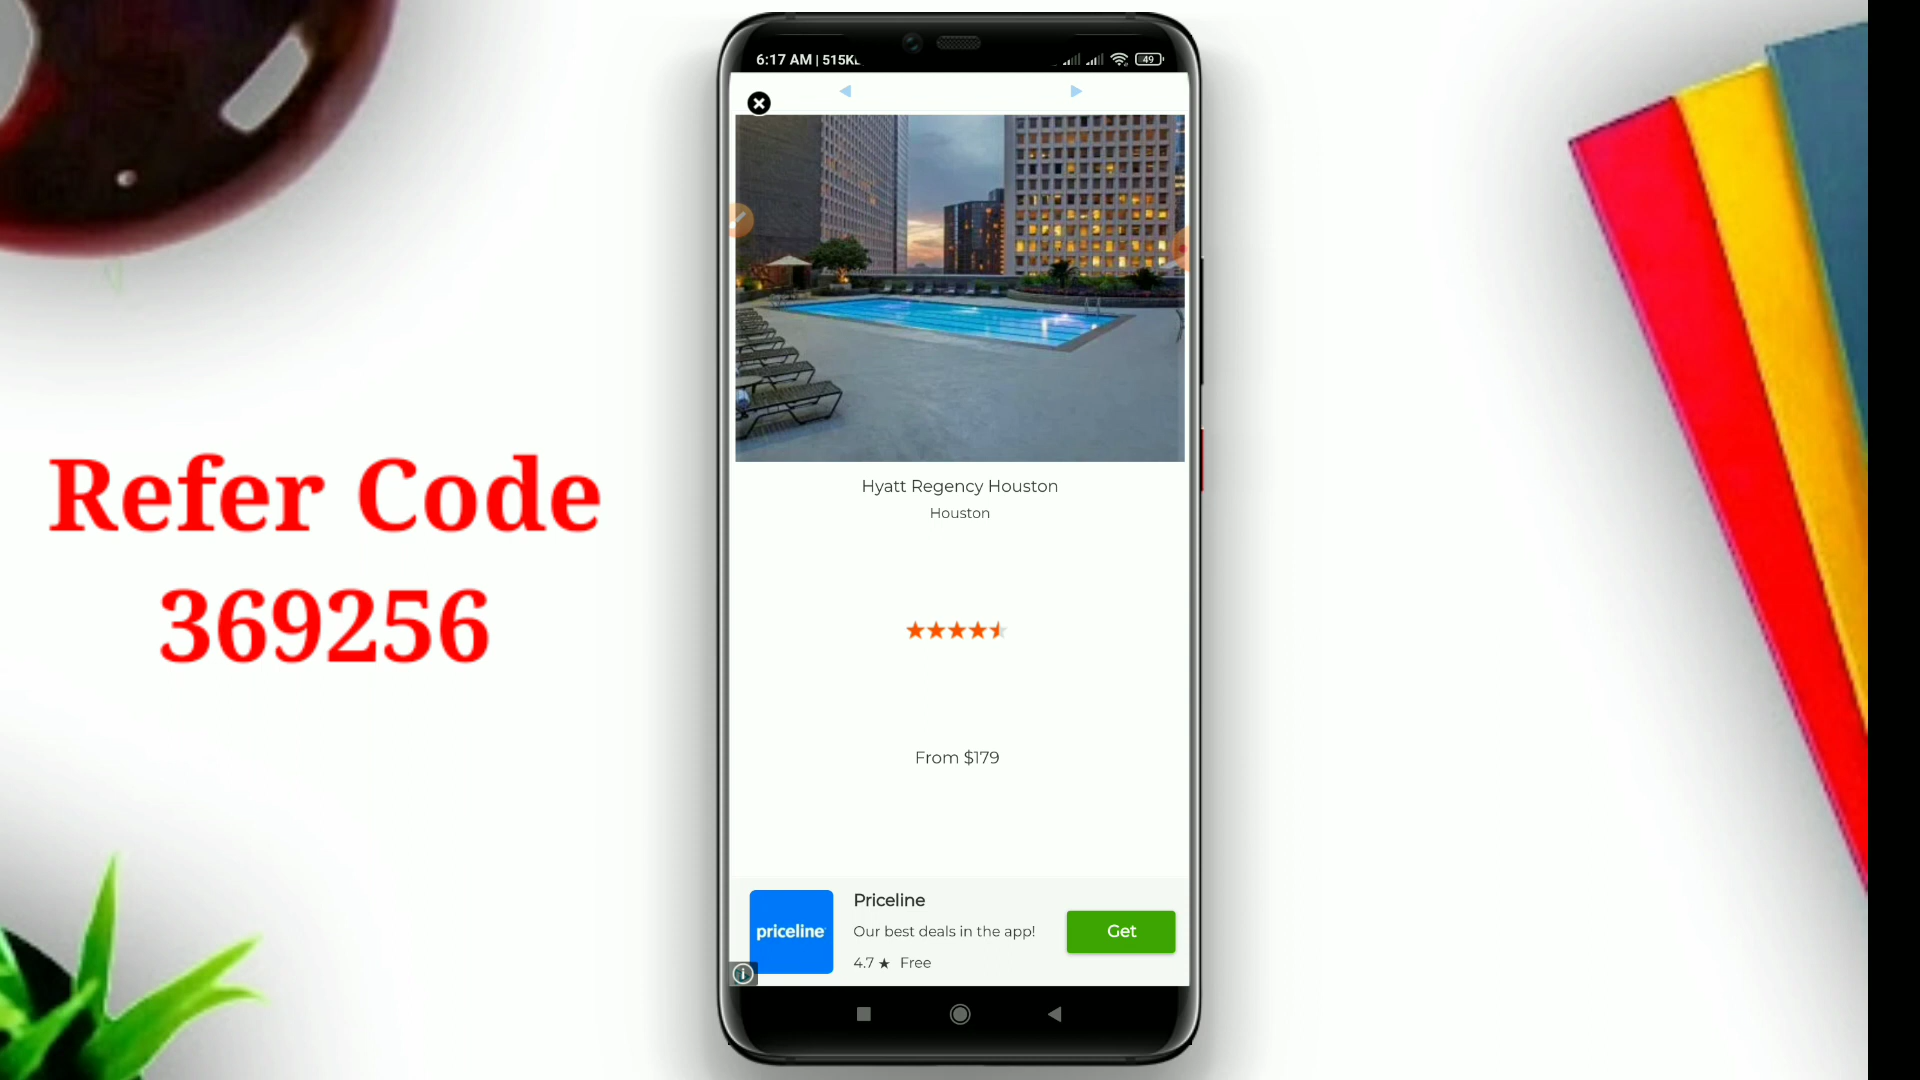 6:17 AM | 515K
49
Refer Code
369256
Hyatt Regency Houston
Houston
From $179
priceline
Priceline
Our best deals in the app!
4.7 ★ Free
Get